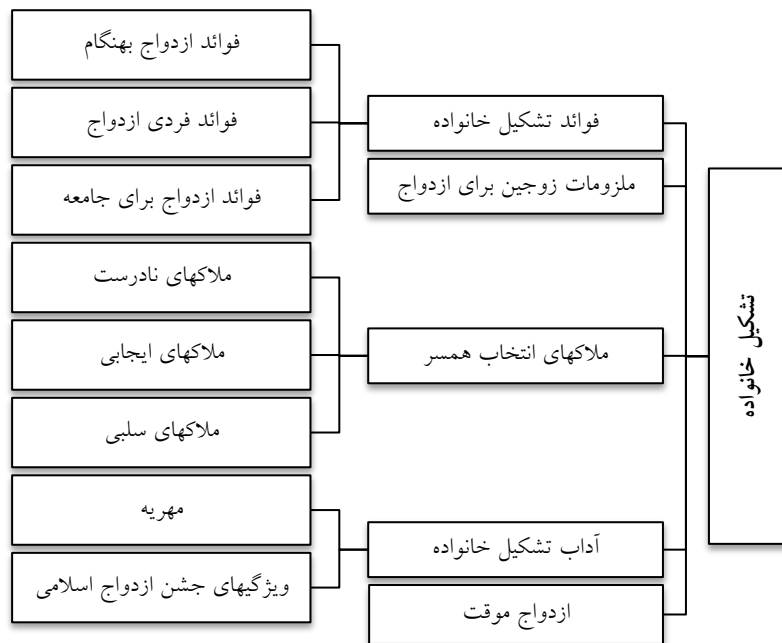 تشکیل خانواده
فوائد تشکیل خانواده
فوائد ازدواج بهنگام
فوائد فردی ازدواج
فوائد ازدواج برای جامعه
ملزومات زوجین برای ازدواج
ملاکهای انتخاب همسر
ملاکهای نادرست
ملاکهای ایجابی
ملاکهای سلبی
آداب تشکیل خانواده
مهریه
ویژگیهای جشن ازدواج اسلامی
ازدواج موقت